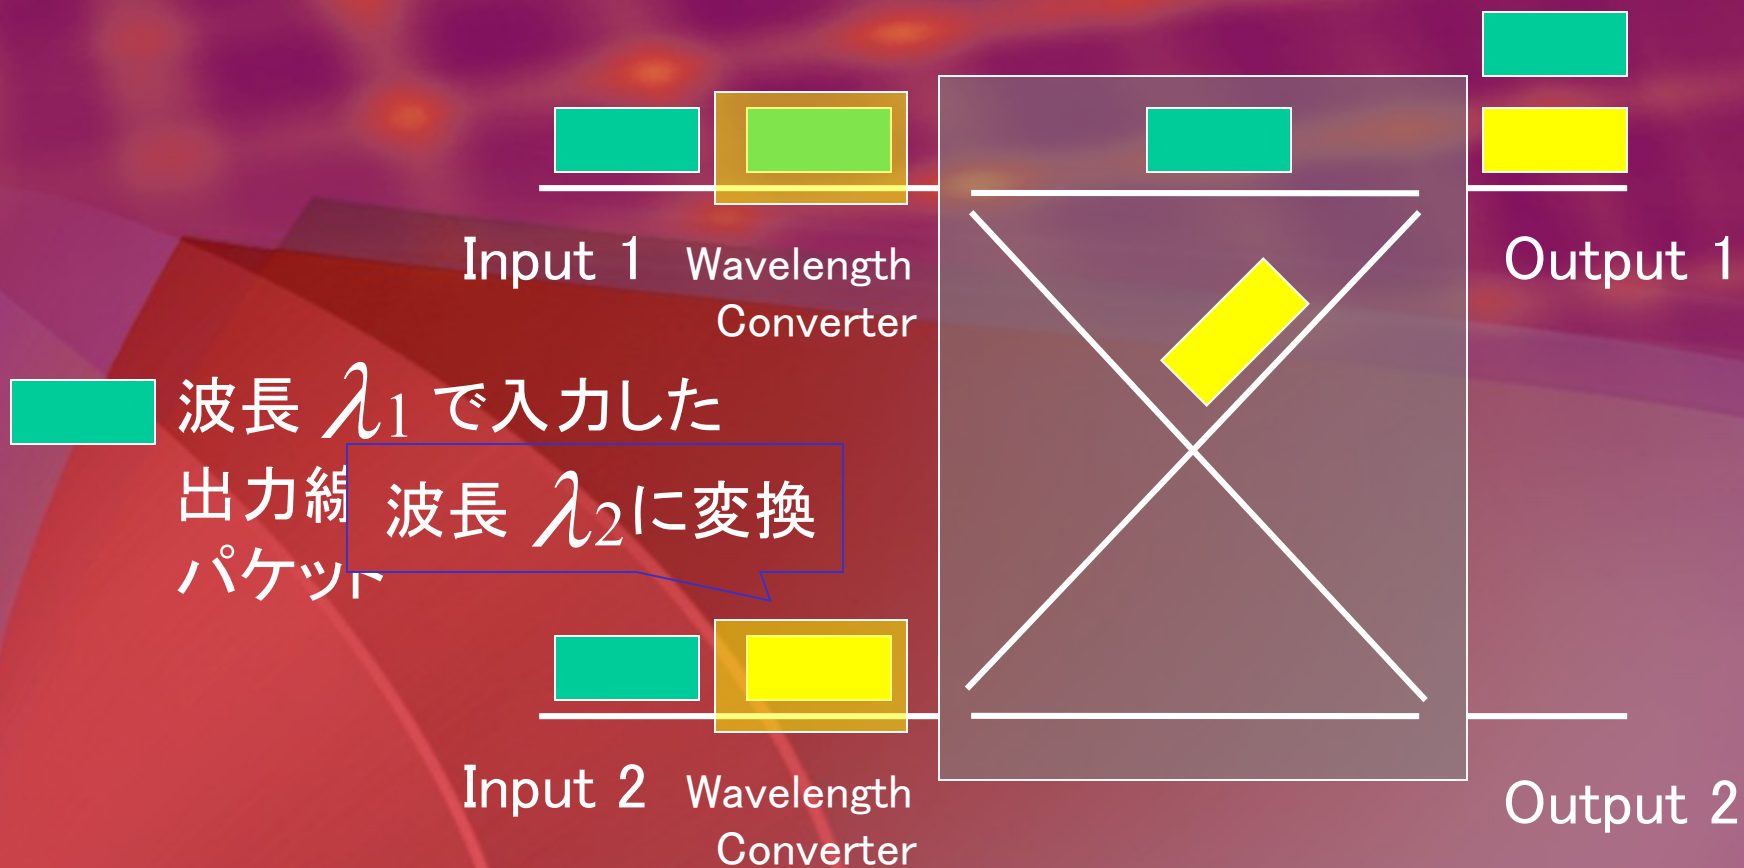 Input 1
Wavelength
Converter
Output 1
波長 λ1 で入力した
出力線
パケット
波長 λ2に変換
Input 2
Wavelength
Converter
Output 2